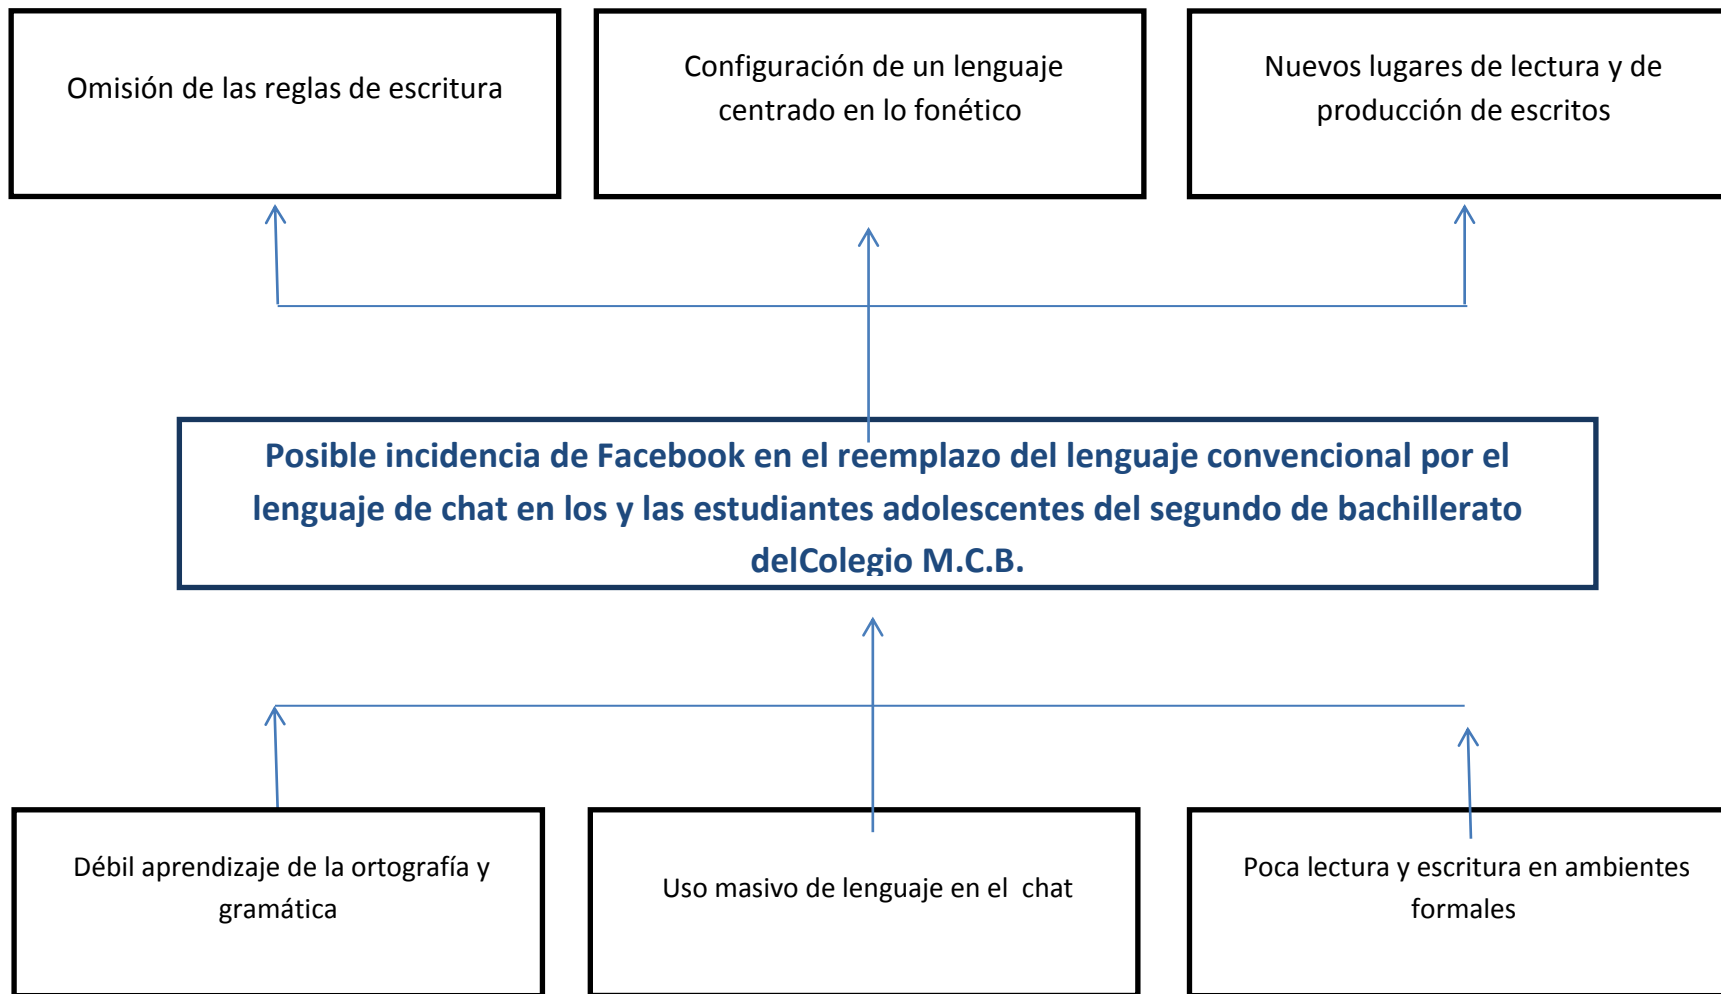 Omisión de las reglas de escritura
Configuración de un lenguaje
centrado en lo fonético
Nuevos lugares de lectura y de
producción de escritos
Posible incidencia de Facebook en el reemplazo del lenguaje convencional por el
lenguaje de chat en los y las estudiantes adolescentes del segundo de bachillerato
delColegio M.C.B.
Débil aprendizaje de la ortografía y
gramática
Uso masivo de lenguaje en el  chat
Poca lectura y escritura en ambientes
formales